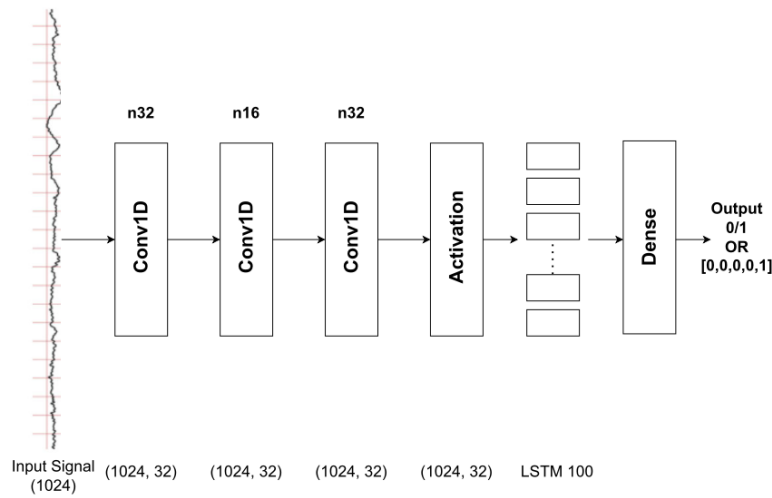 n32
n16
n32
Conv1D
Conv1D
Conv1D
Activation
Dense
Output
0/1
OR
[0,0,0,0,1]
Input Signal
(1024)
(1024, 32)
(1024, 32)
(1024, 32)
(1024, 32)
LSTM 100